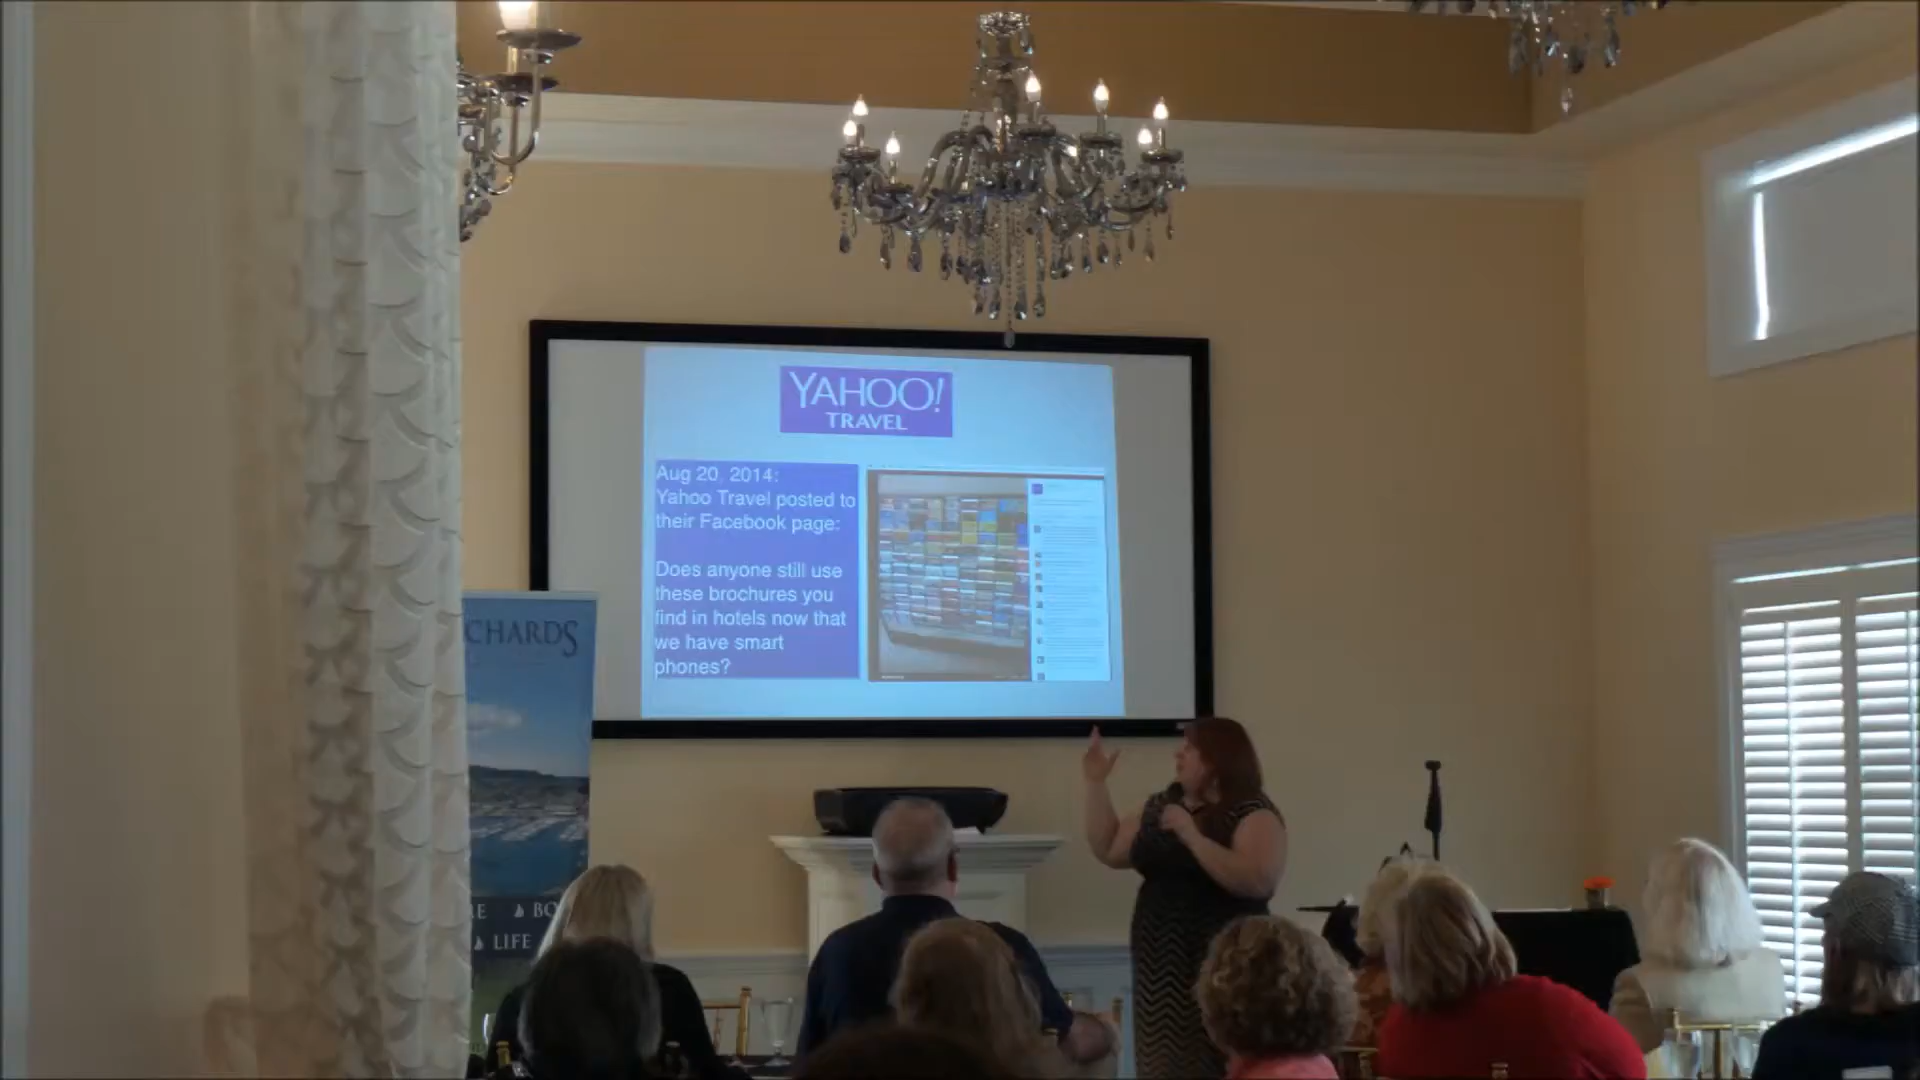 YAHOO!
TRAVEL
Aug 20, 2014:
Yahoo Travel posted to
their Facebook page:
Does anyone still use
these brochures you
find in hotels now that
we have smart
phones?
CHARDS
BO
LIFE